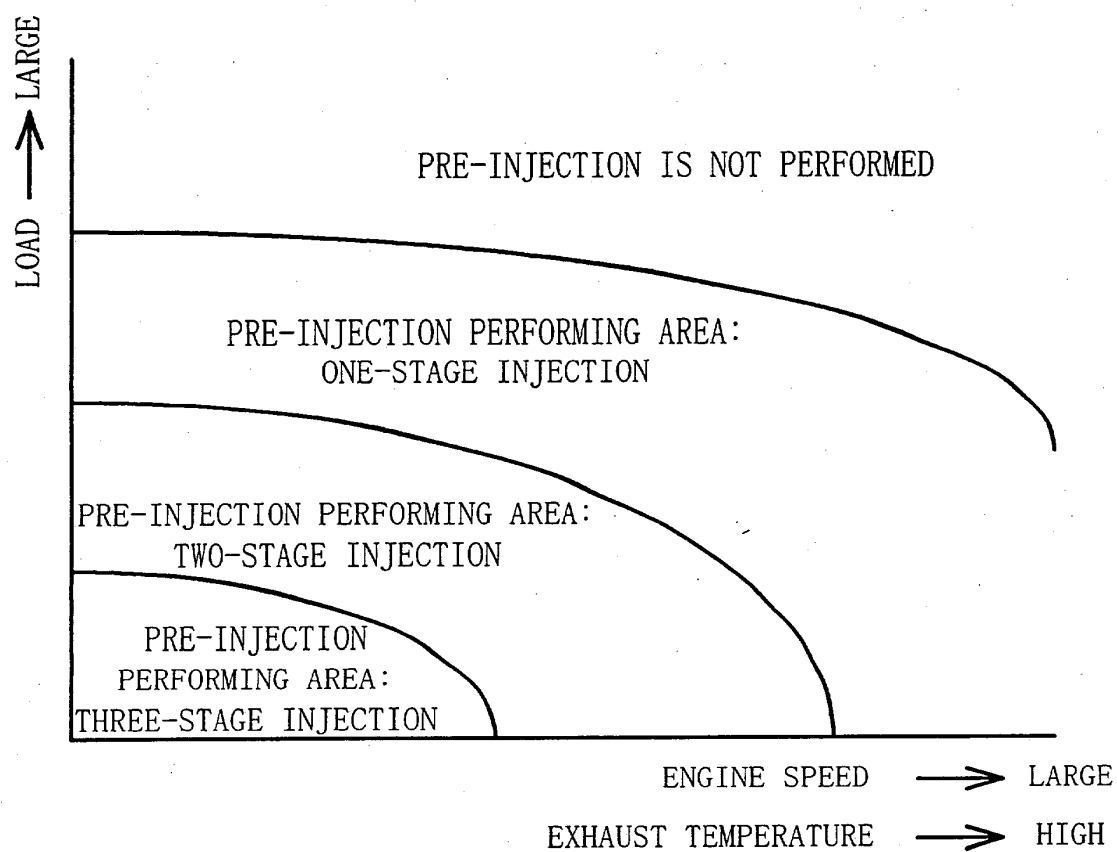 LOAD → LARGE
PRE-INJECTION IS NOT PERFORMED
PRE-INJECTION PERFORMING AREA:
ONE-STAGE INJECTION
PRE-INJECTION PERFORMING AREA:
TWO-STAGE INJECTION
PRE-INJECTION
PERFORMING AREA:
THREE-STAGE INJECTION
ENGINE SPEED → LARGE
EXHAUST TEMPERATURE → HIGH